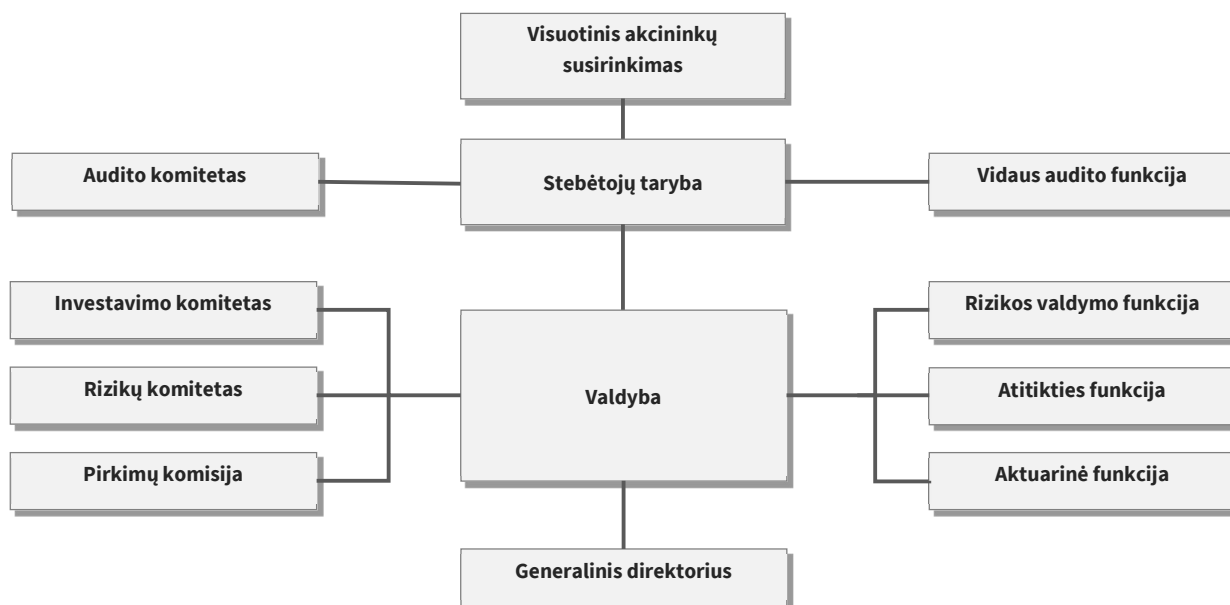 Visuotinis akcininkų
susirinkimas
Audito komitetas
Stebėtojų taryba
Vidaus audito funkcija
Investavimo komitetas
Rizikų komitetas
Pirkimų komisija
Valdyba
Rizikos valdymo funkcija
Atitikties funkcija
Aktuarinė funkcija
Generalinis direktorius